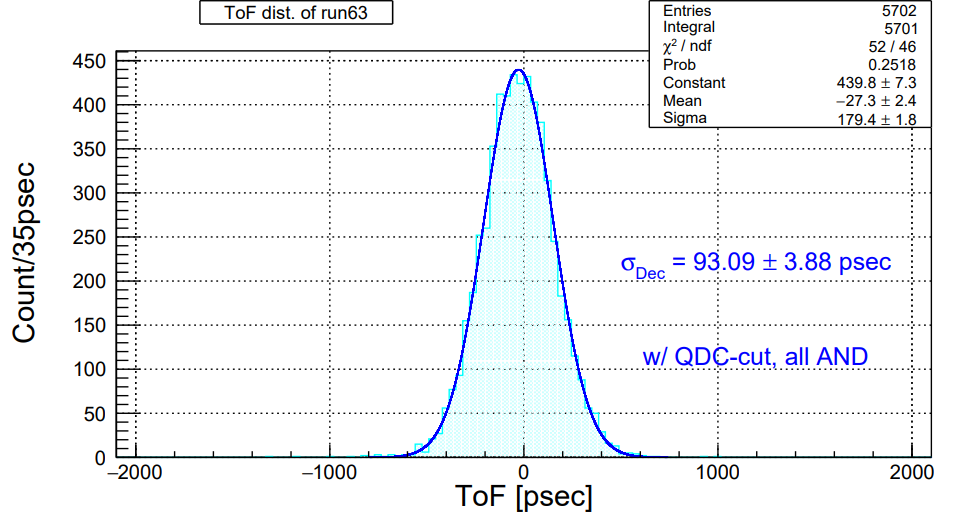 ToF dist. of run63
Entries 5702
Integral 5701
χ² / ndf 52 / 46
Prob 0.2518
Constant 439.8 ± 7.3
Mean −27.3 ± 2.4
Sigma 179.4 ± 1.8
Count/35psec
450
400
350
300
250
200
150
100
50
0
σDec = 93.09 ± 3.88 psec
w/ QDC-cut, all AND
−2000 −1000 0 1000 2000
ToF [psec]